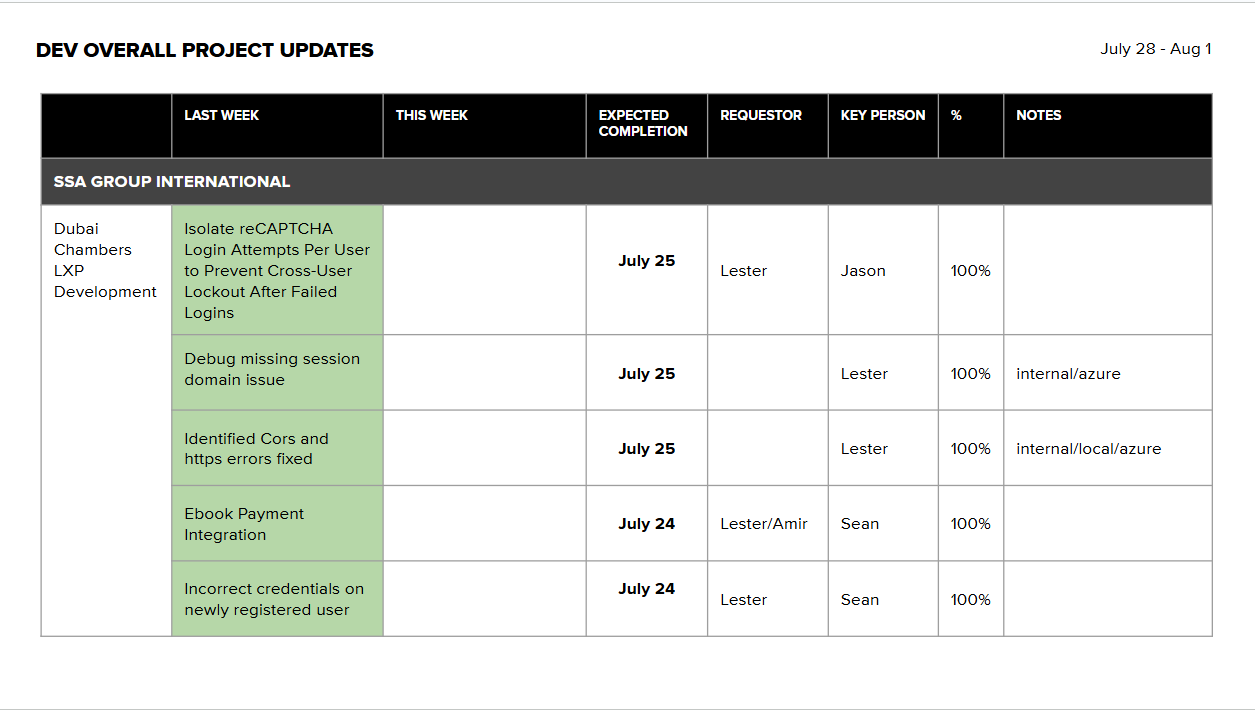 DEV OVERALL PROJECT UPDATES
July 28 - Aug 1
LAST WEEK
THIS WEEK
EXPECTED
COMPLETION
REQUESTOR
KEY PERSON
%
NOTES
SSA GROUP INTERNATIONAL
Dubai
Chambers
LXP
Development
Isolate reCAPTCHA
Login Attempts Per User
to Prevent Cross-User
Lockout After Failed
Logins
July 25
Lester
Jason
100%
Debug missing session
domain issue
July 25
Lester
100%
internal/azure
Identified Cors and
https errors fixed
July 25
Lester
100%
internal/local/azure
Ebook Payment
Integration
July 24
Lester/Amir
Sean
100%
Incorrect credentials on
newly registered user
July 24
Lester
Sean
100%